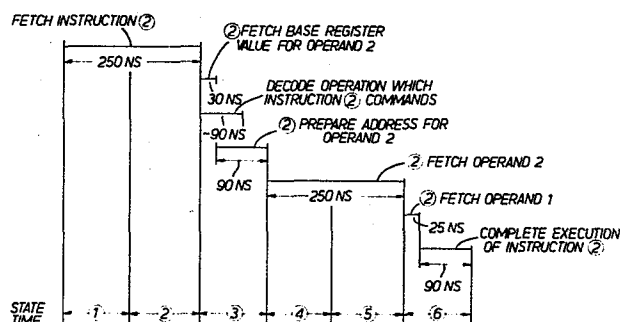 FETCH INSTRUCTION ②
250 NS
② FETCH BASE REGISTER
VALUE FOR OPERAND 2
30 NS
DECODE OPERATION WHICH
INSTRUCTION ② COMMANDS
~90 NS
② PREPARE ADDRESS FOR
OPERAND 2
90 NS
② FETCH OPERAND 2
250 NS
② FETCH OPERAND 1
25 NS
COMPLETE EXECUTION
OF INSTRUCTION ②
90 NS
STATE
TIME
① ② ③ ④ ⑤ ⑥